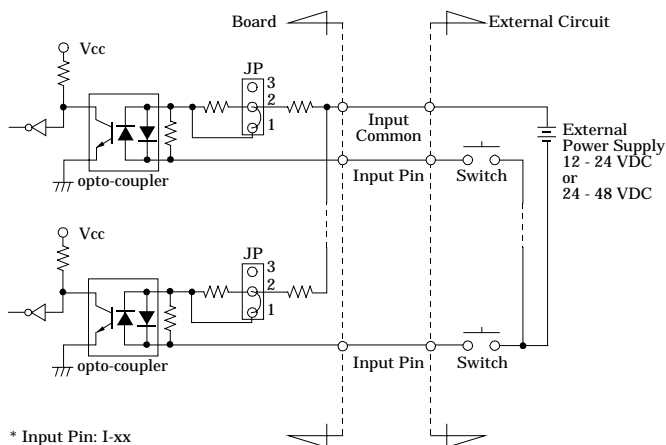 Board
External Circuit
Vcc
JP
3
2
1
Input
Common
External
Power Supply
12 - 24 VDC
or
24 - 48 VDC
opto-coupler
Input Pin
Switch
Vcc
JP
3
2
1
opto-coupler
Input Pin
Switch
* Input Pin: I-xx